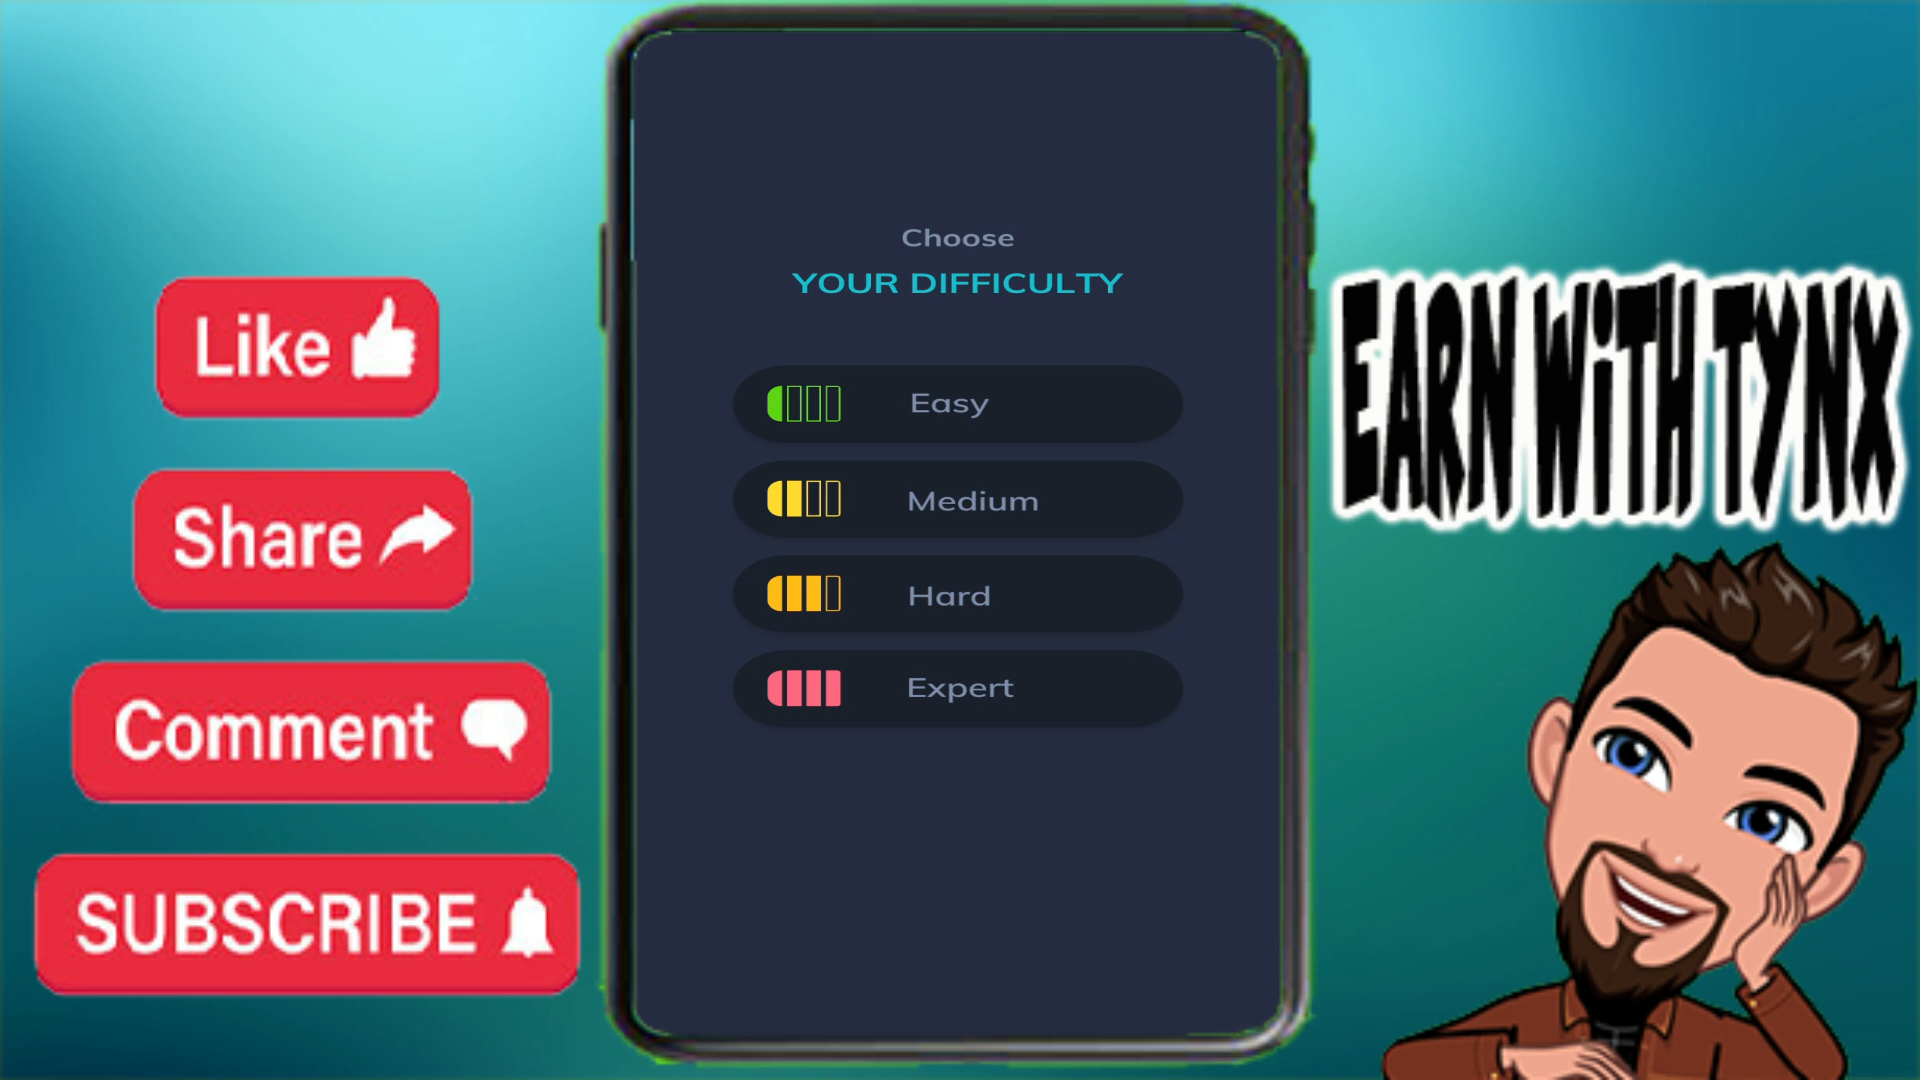 Like
Share
Comment
SUBSCRIBE
Choose
YOUR DIFFICULTY
Easy
Medium
Hard
Expert
EARN WiTH TYNX